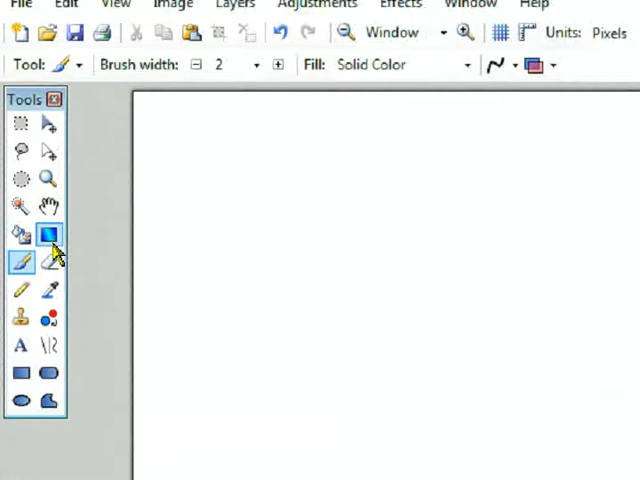 File Edit View Image Layers Adjustments Effects Window Help
Window Units: Pixels
Tool: Brush width: 2 Fill: Solid Color
Tools
A